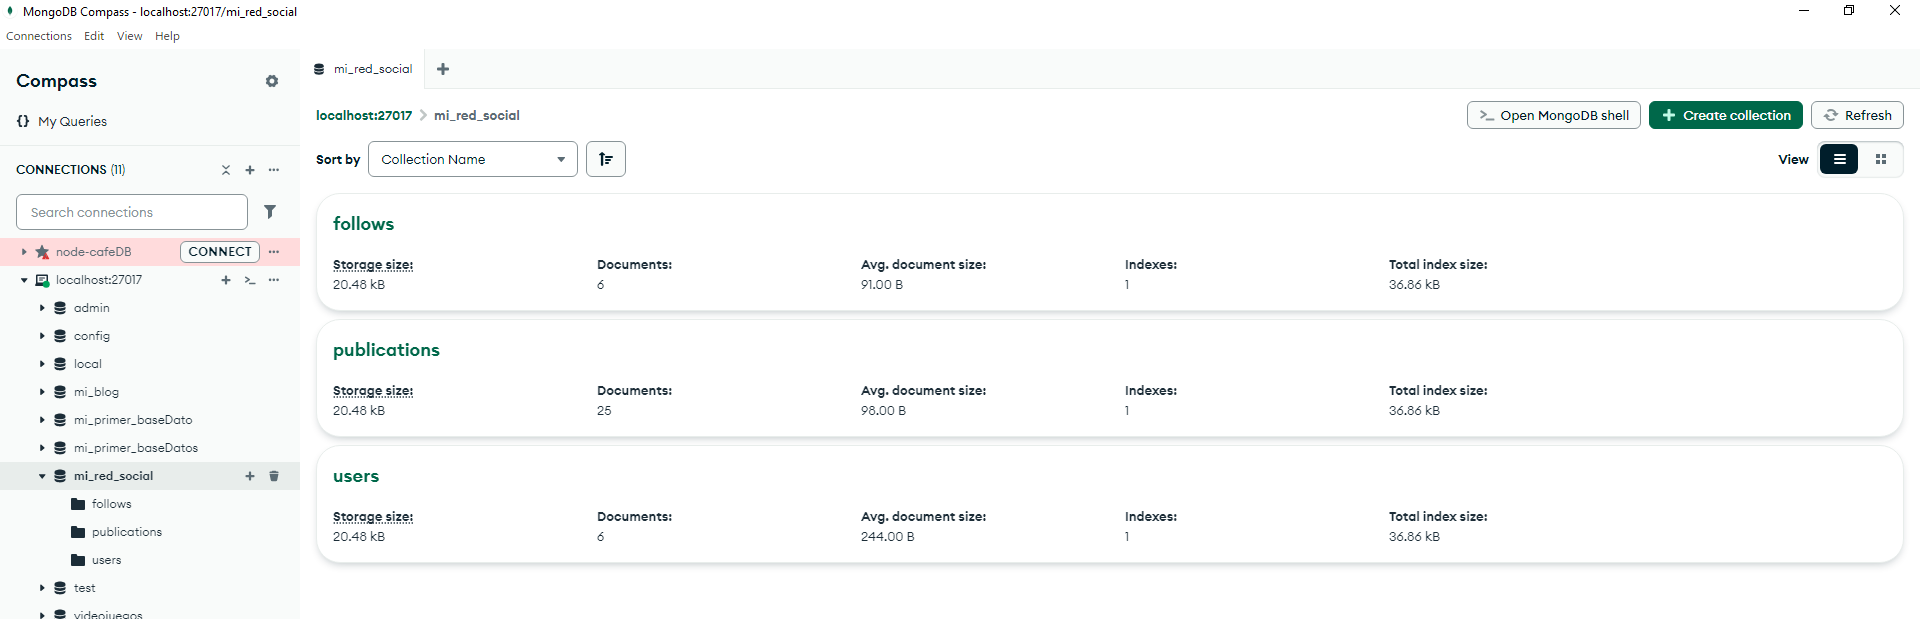 MongoDB Compass - localhost:27017/mi_red_social
Connections Edit View Help
Compass
My Queries
CONNECTIONS (11)
Search connections
node-cafeDB CONNECT
localhost:27017
admin
config
local
mi_blog
mi_primer_baseDato
mi_primer_baseDatos
mi_red_social
follows
publications
users
test
videojuegos
mi_red_social
localhost:27017 > mi_red_social
Open MongoDB shell
Create collection
Refresh
Sort by Collection Name
View
follows
Storage size: Documents: Avg. document size: Indexes: Total index size:
20.48 kB 6 91.00 B 1 36.86 kB
publications
Storage size: Documents: Avg. document size: Indexes: Total index size:
20.48 kB 25 98.00 B 1 36.86 kB
users
Storage size: Documents: Avg. document size: Indexes: Total index size:
20.48 kB 6 244.00 B 1 36.86 kB